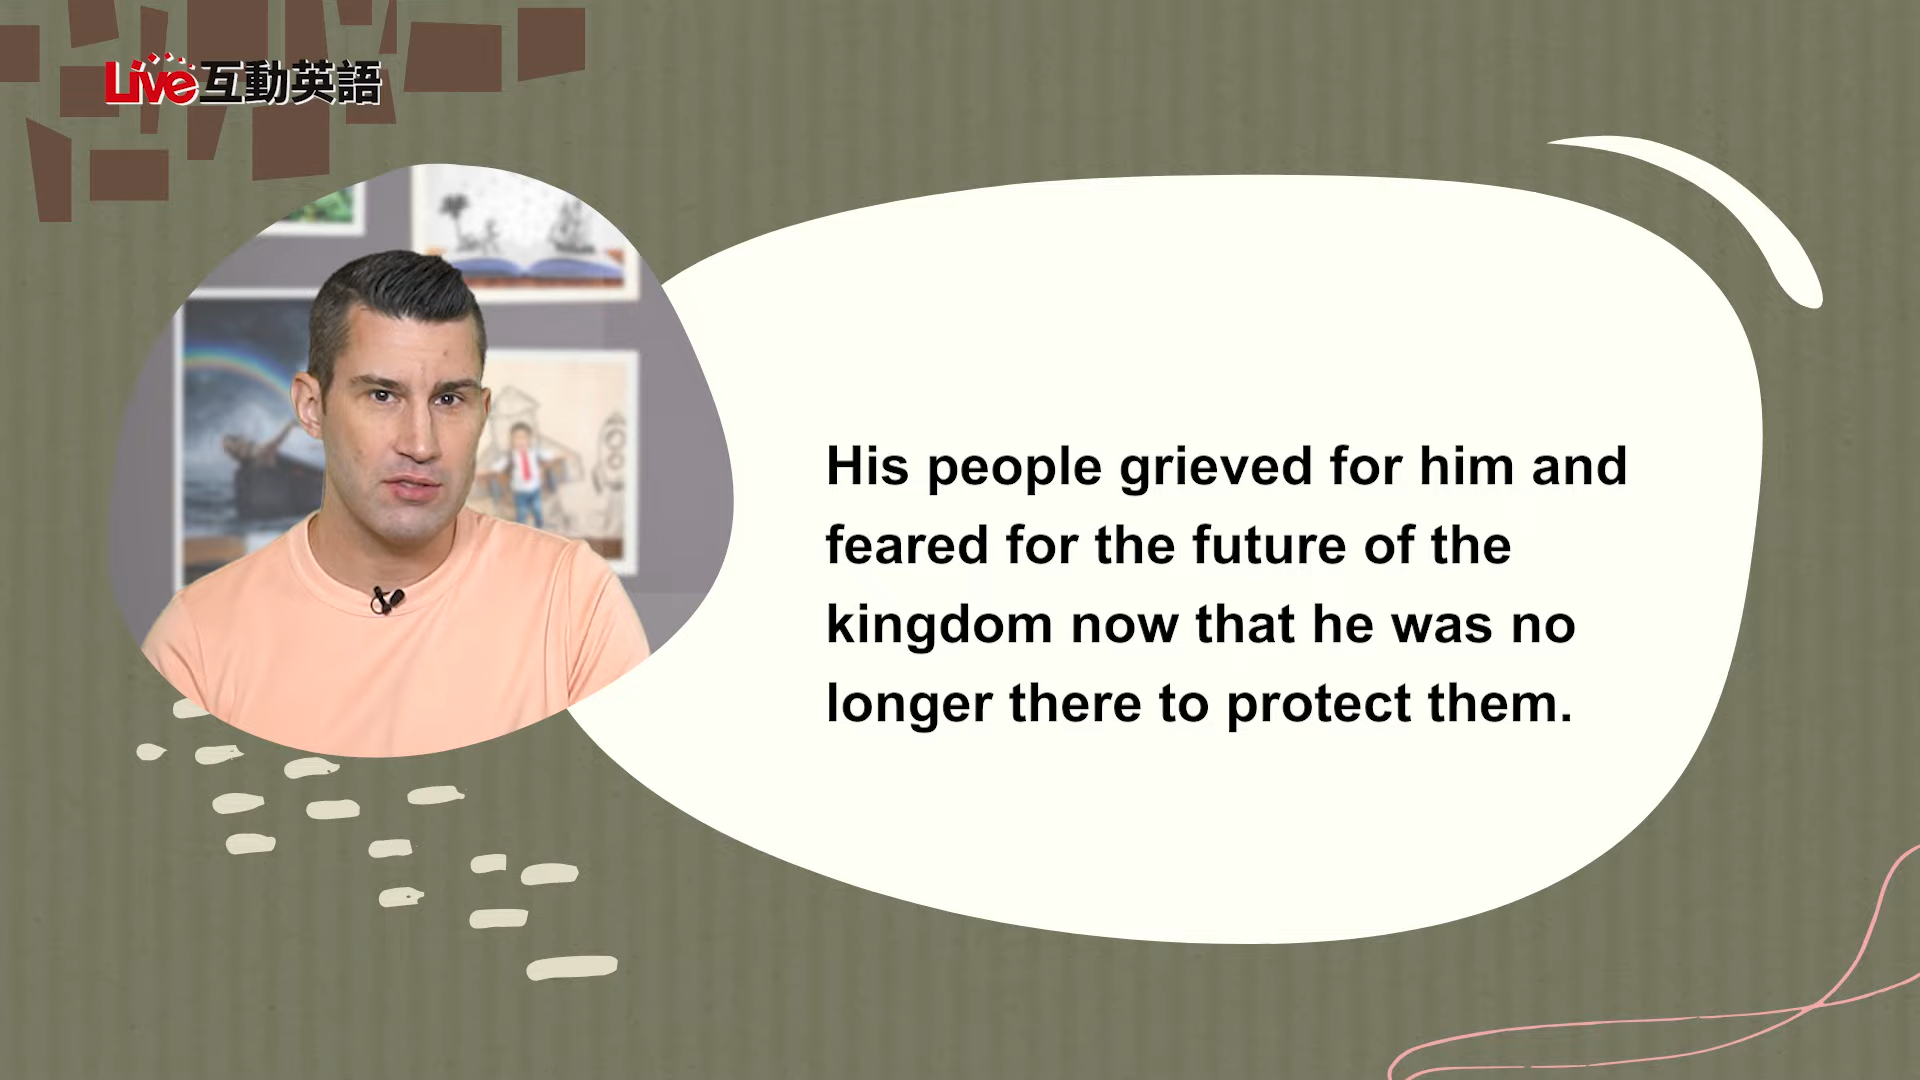 Live互動英語
His people grieved for him and
feared for the future of the
kingdom now that he was no
longer there to protect them.